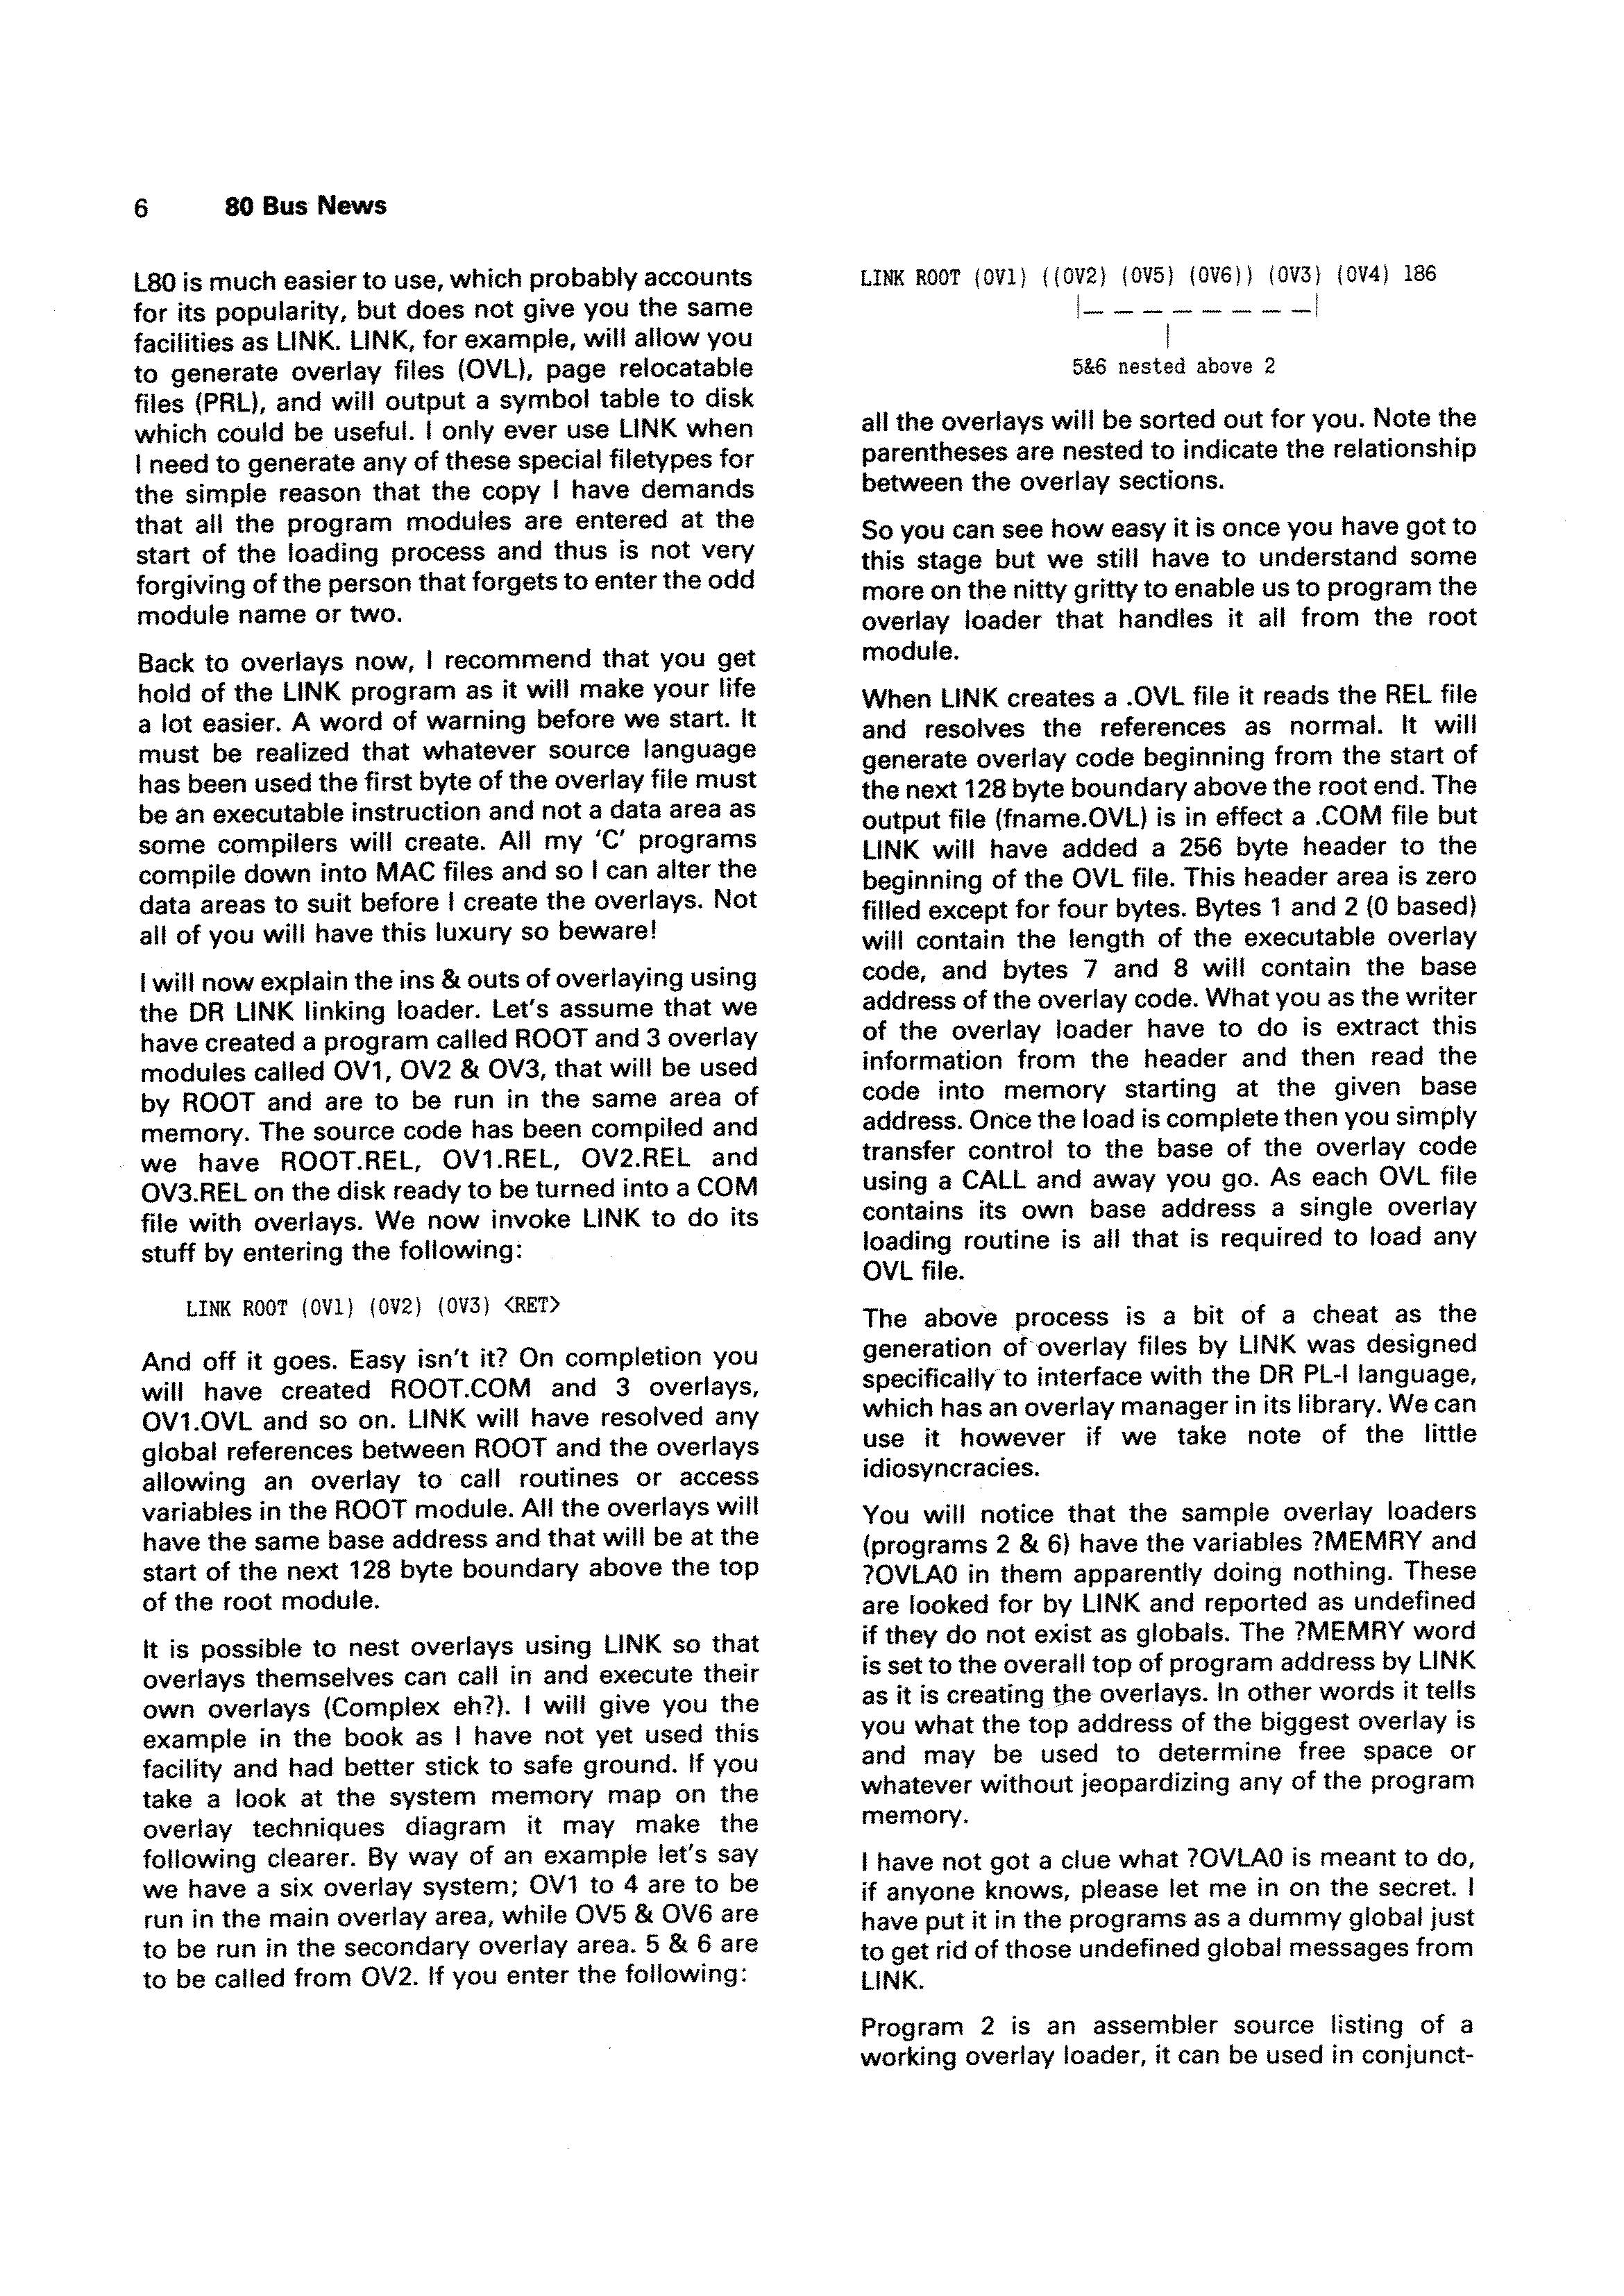 6 80 Bus News
L80 is much easier to use, which probably accounts
for its popularity, but does not give you the same
facilities as LINK. LINK, for example, will allow you
to generate overlay files (OVL), page relocatable
files (PRL), and will output a symbol table to disk
which could be useful. I only ever use LINK when
I need to generate any of these special filetypes for
the simple reason that the copy I have demands
that all the program modules are entered at the
start of the loading process and thus is not very
forgiving of the person that forgets to enter the odd
module name or two.
Back to overlays now, I recommend that you get
hold of the LINK program as it will make your life
a lot easier. A word of warning before we start. It
must be realized that whatever source language
has been used the first byte of the overlay file must
be an executable instruction and not a data area as
some compilers will create. All my 'C' programs
compile down into MAC files and so I can alter the
data areas to suit before I create the overlays. Not
all of you will have this luxury so beware!
I will now explain the ins & outs of overlaying using
the DR LINK linking loader. Let's assume that we
have created a program called ROOT and 3 overlay
modules called OV1, OV2 & OV3, that will be used
by ROOT and are to be run in the same area of
memory. The source code has been compiled and
we have ROOT.REL, OV1.REL, OV2.REL and
OV3.REL on the disk ready to be turned into a COM
file with overlays. We now invoke LINK to do its
stuff by entering the following:
LINK ROOT (OV1) (OV2) (OV3) <RET>
And off it goes. Easy isn't it? On completion you
will have created ROOT.COM and 3 overlays,
OV1.OVL and so on. LINK will have resolved any
global references between ROOT and the overlays
allowing an overlay to call routines or access
variables in the ROOT module. All the overlays will
have the same base address and that will be at the
start of the next 128 byte boundary above the top
of the root module.
It is possible to nest overlays using LINK so that
overlays themselves can call in and execute their
own overlays (Complex eh?). I will give you the
example in the book as I have not yet used this
facility and had better stick to safe ground. If you
take a look at the system memory map on the
overlay techniques diagram it may make the
following clearer. By way of an example let's say
we have a six overlay system; OV1 to 4 are to be
run in the main overlay area, while OV5 & OV6 are
to be run in the secondary overlay area. 5 & 6 are
to be called from OV2. If you enter the following:
LINK ROOT (OV1) ((OV2) (OV5) (OV6)) (OV3) (OV4) 186
|- - - - - - - -|
|
5&6 nested above 2
all the overlays will be sorted out for you. Note the
parentheses are nested to indicate the relationship
between the overlay sections.
So you can see how easy it is once you have got to
this stage but we still have to understand some
more on the nitty gritty to enable us to program the
overlay loader that handles it all from the root
module.
When LINK creates a .OVL file it reads the REL file
and resolves the references as normal. It will
generate overlay code beginning from the start of
the next 128 byte boundary above the root end. The
output file (fname.OVL) is in effect a .COM file but
LINK will have added a 256 byte header to the
beginning of the OVL file. This header area is zero
filled except for four bytes. Bytes 1 and 2 (0 based)
will contain the length of the executable overlay
code, and bytes 7 and 8 will contain the base
address of the overlay code. What you as the writer
of the overlay loader have to do is extract this
information from the header and then read the
code into memory starting at the given base
address. Once the load is complete then you simply
transfer control to the base of the overlay code
using a CALL and away you go. As each OVL file
contains its own base address a single overlay
loading routine is all that is required to load any
OVL file.
The above process is a bit of a cheat as the
generation of overlay files by LINK was designed
specifically to interface with the DR PL-I language,
which has an overlay manager in its library. We can
use it however if we take note of the little
idiosyncracies.
You will notice that the sample overlay loaders
(programs 2 & 6) have the variables ?MEMRY and
?OVLA0 in them apparently doing nothing. These
are looked for by LINK and reported as undefined
if they do not exist as globals. The ?MEMRY word
is set to the overall top of program address by LINK
as it is creating the overlays. In other words it tells
you what the top address of the biggest overlay is
and may be used to determine free space or
whatever without jeopardizing any of the program
memory.
I have not got a clue what ?OVLA0 is meant to do,
if anyone knows, please let me in on the secret. I
have put it in the programs as a dummy global just
to get rid of those undefined global messages from
LINK.
Program 2 is an assembler source listing of a
working overlay loader, it can be used in conjunct-